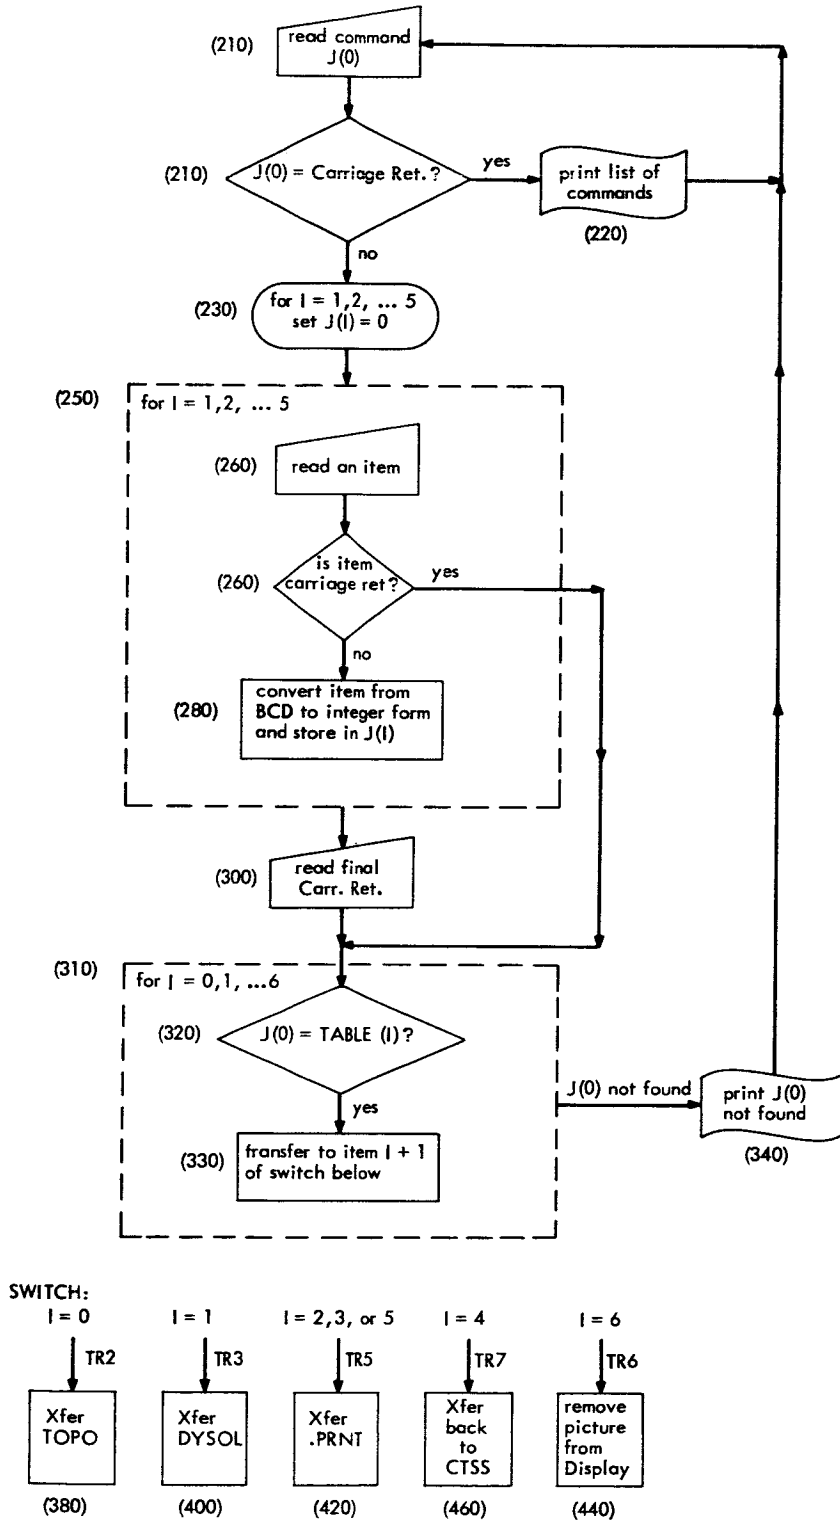 (210)
read command
J(0)
(210)
J(0) = Carriage Ret. ?
yes
print list of
commands
(220)
no
(230)
for I = 1,2, ... 5
set J(I) = 0
(250)
for I = 1,2, ... 5
(260)
read an item
(260)
is item
carriage ret ?
yes
no
(280)
convert item from
BCD to integer form
and store in J(I)
(300)
read final
Carr. Ret.
(310)
for I = 0,1, ...6
(320)
J(0) = TABLE (I) ?
yes
(330)
transfer to item I + 1
of switch below
J(0) not found
print J(0)
not found
(340)
SWITCH:
I = 0
TR2
Xfer
TOPO
(380)
I = 1
TR3
Xfer
DYSOL
(400)
I = 2,3, or 5
TR5
Xfer
.PRNT
(420)
I = 4
TR7
Xfer
back
to
CTSS
(460)
I = 6
TR6
remove
picture
from
Display
(440)